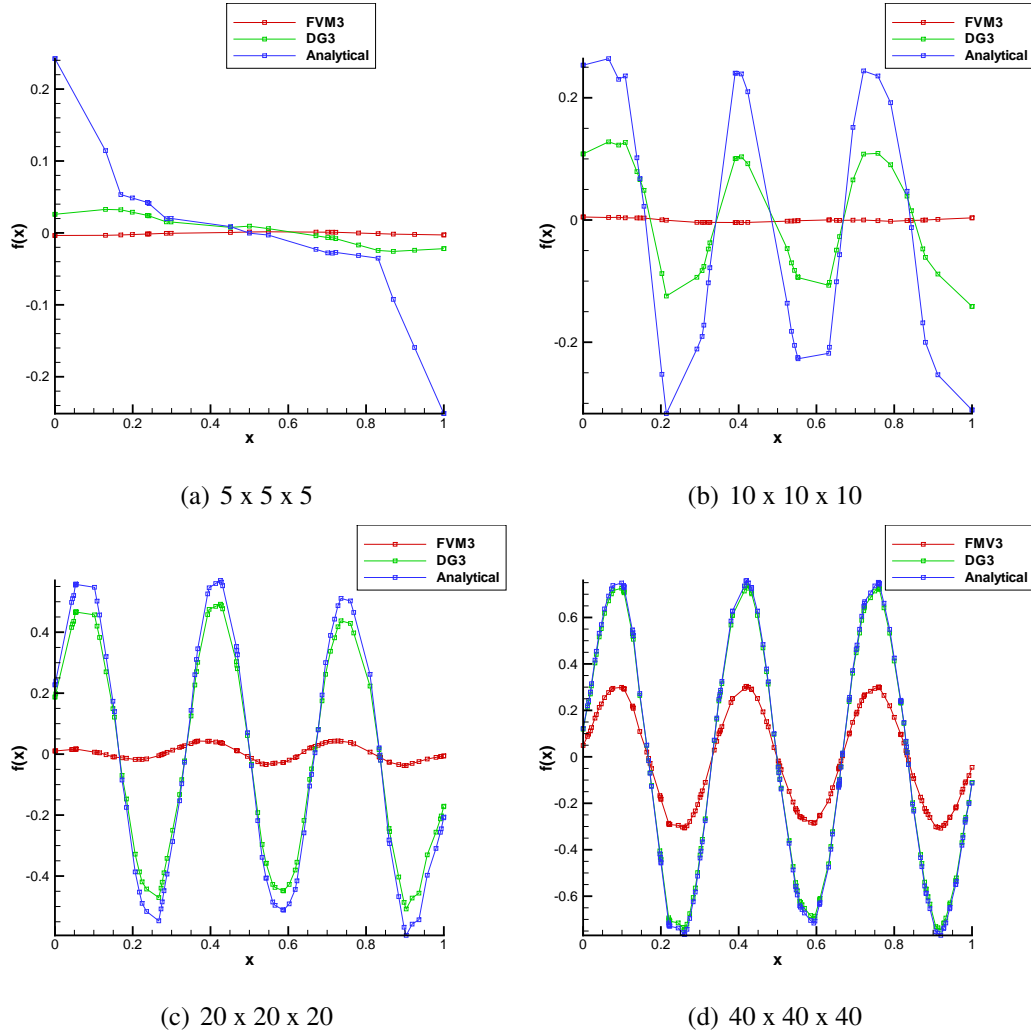 FVM3
DG3
Analytical
0.2
0.1
0
-0.1
-0.2
f(x)
0 0.2 0.4 0.6 0.8 1
x
(a) 5 x 5 x 5
FVM3
DG3
Analytical
0.2
0
-0.2
f(x)
0 0.2 0.4 0.6 0.8 1
x
(b) 10 x 10 x 10
FVM3
DG3
Analytical
0.4
0.2
0
-0.2
-0.4
f(x)
0 0.2 0.4 0.6 0.8 1
x
(c) 20 x 20 x 20
FMV3
DG3
Analytical
0.6
0.4
0.2
0
-0.2
-0.4
-0.6
f(x)
0 0.2 0.4 0.6 0.8 1
x
(d) 40 x 40 x 40